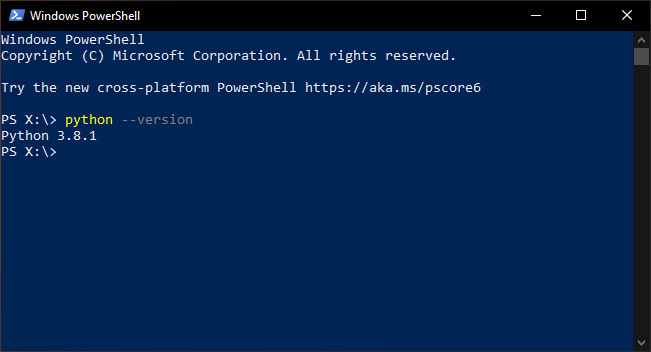 Windows PowerShell
Windows PowerShell
Copyright (C) Microsoft Corporation. All rights reserved.
Try the new cross-platform PowerShell https://aka.ms/pscore6
PS X:\> python --version
Python 3.8.1
PS X:\>